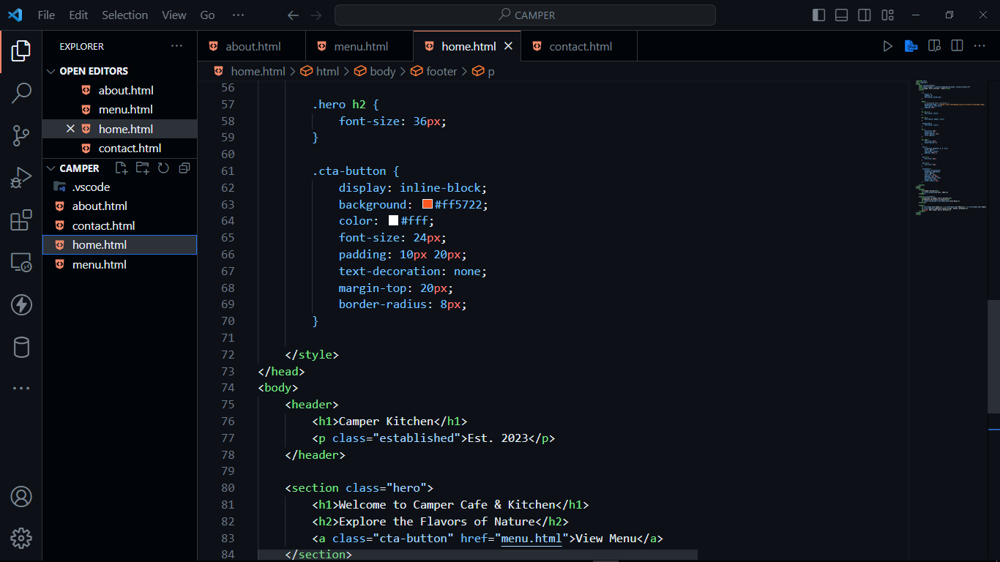 File Edit Selection View Go ··· CAMPER
EXPLORER ···
OPEN EDITORS
about.html
menu.html
home.html
contact.html
CAMPER
.vscode
about.html
contact.html
home.html
menu.html
about.html menu.html home.html contact.html
home.html > html > body > footer > p
56
57 .hero h2 {
58 font-size: 36px;
59 }
60
61 .cta-button {
62 display: inline-block;
63 background: #ff5722;
64 color: #fff;
65 font-size: 24px;
66 padding: 10px 20px;
67 text-decoration: none;
68 margin-top: 20px;
69 border-radius: 8px;
70 }
71
72 </style>
73 </head>
74 <body>
75 <header>
76 <h1>Camper Kitchen</h1>
77 <p class="established">Est. 2023</p>
78 </header>
79
80 <section class="hero">
81 <h1>Welcome to Camper Cafe & Kitchen</h1>
82 <h2>Explore the Flavors of Nature</h2>
83 <a class="cta-button" href="menu.html">View Menu</a>
84 </section>